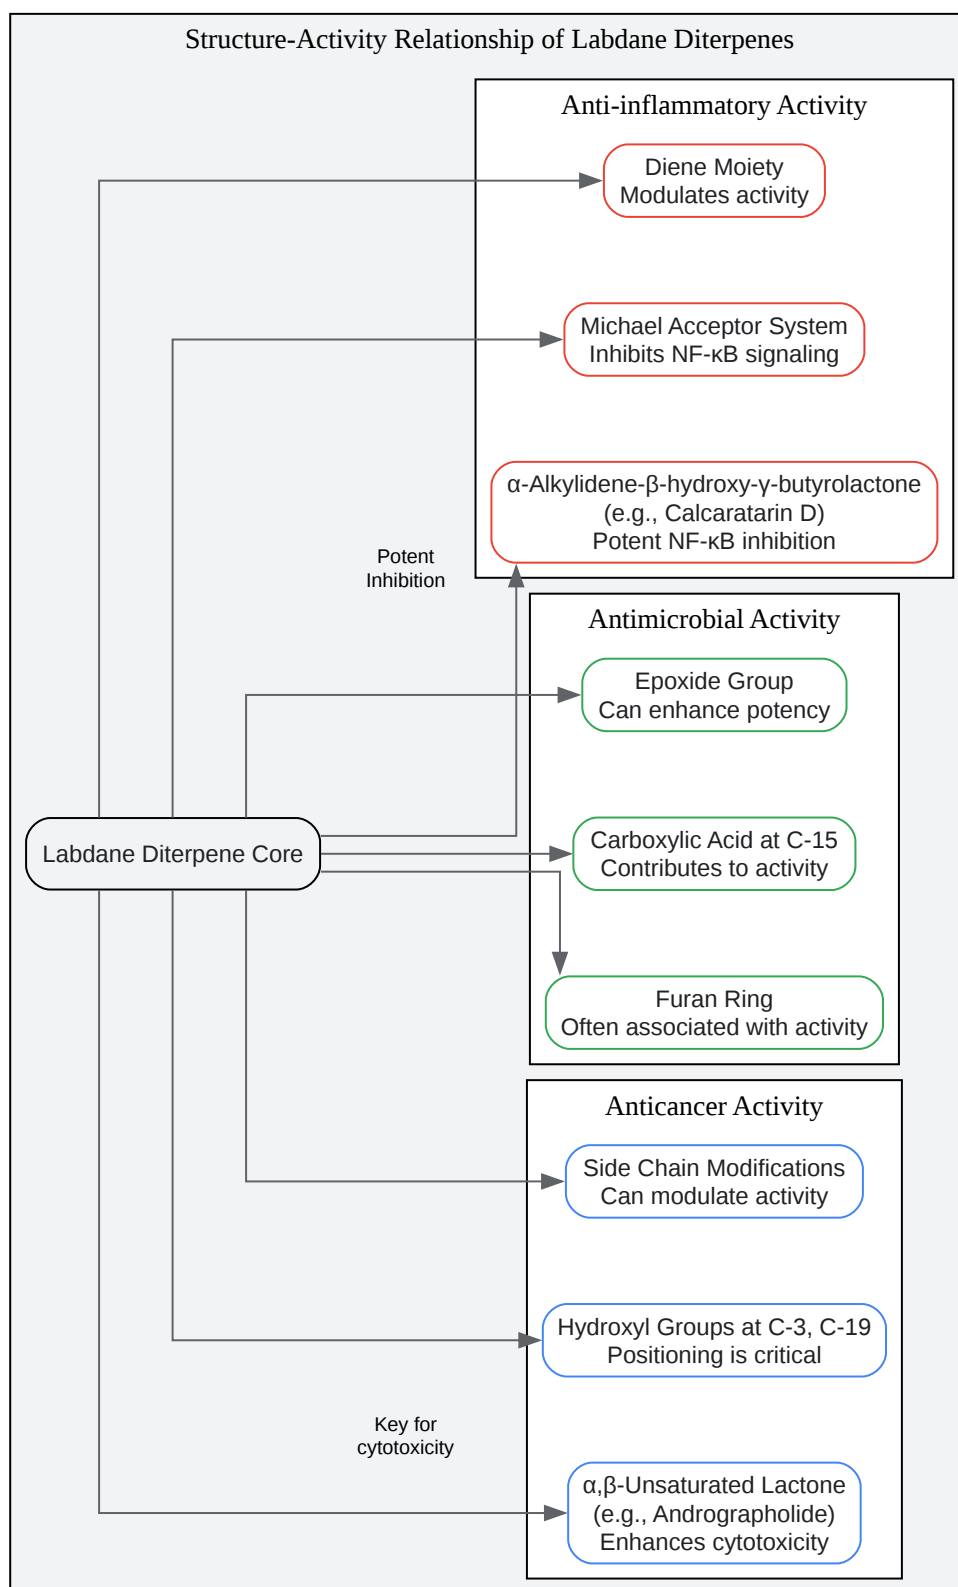 Structure-Activity Relationship of Labdane Diterpenes
Anti-inflammatory Activity
Diene Moiety
Modulates activity
Michael Acceptor System
Inhibits NF-κB signaling
α-Alkylidene-β-hydroxy-γ-butyrolactone
(e.g., Calcaratarin D)
Potent NF-κB inhibition
Potent
Inhibition
Antimicrobial Activity
Epoxide Group
Can enhance potency
Labdane Diterpene Core
Carboxylic Acid at C-15
Contributes to activity
Furan Ring
Often associated with activity
Anticancer Activity
Side Chain Modifications
Can modulate activity
Hydroxyl Groups at C-3, C-19
Positioning is critical
Key for
cytotoxicity
α,β-Unsaturated Lactone
(e.g., Andrographolide)
Enhances cytotoxicity